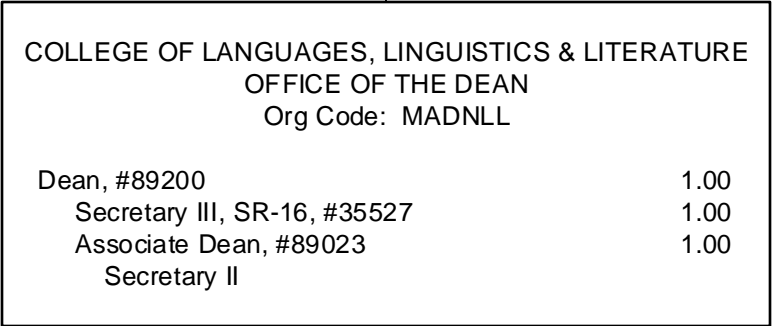 COLLEGE OF LANGUAGES, LINGUISTICS & LITERATURE
OFFICE OF THE DEAN
Org Code: MADNLL
Dean, #89200 1.00
Secretary III, SR-16, #35527 1.00
Associate Dean, #89023 1.00
Secretary II